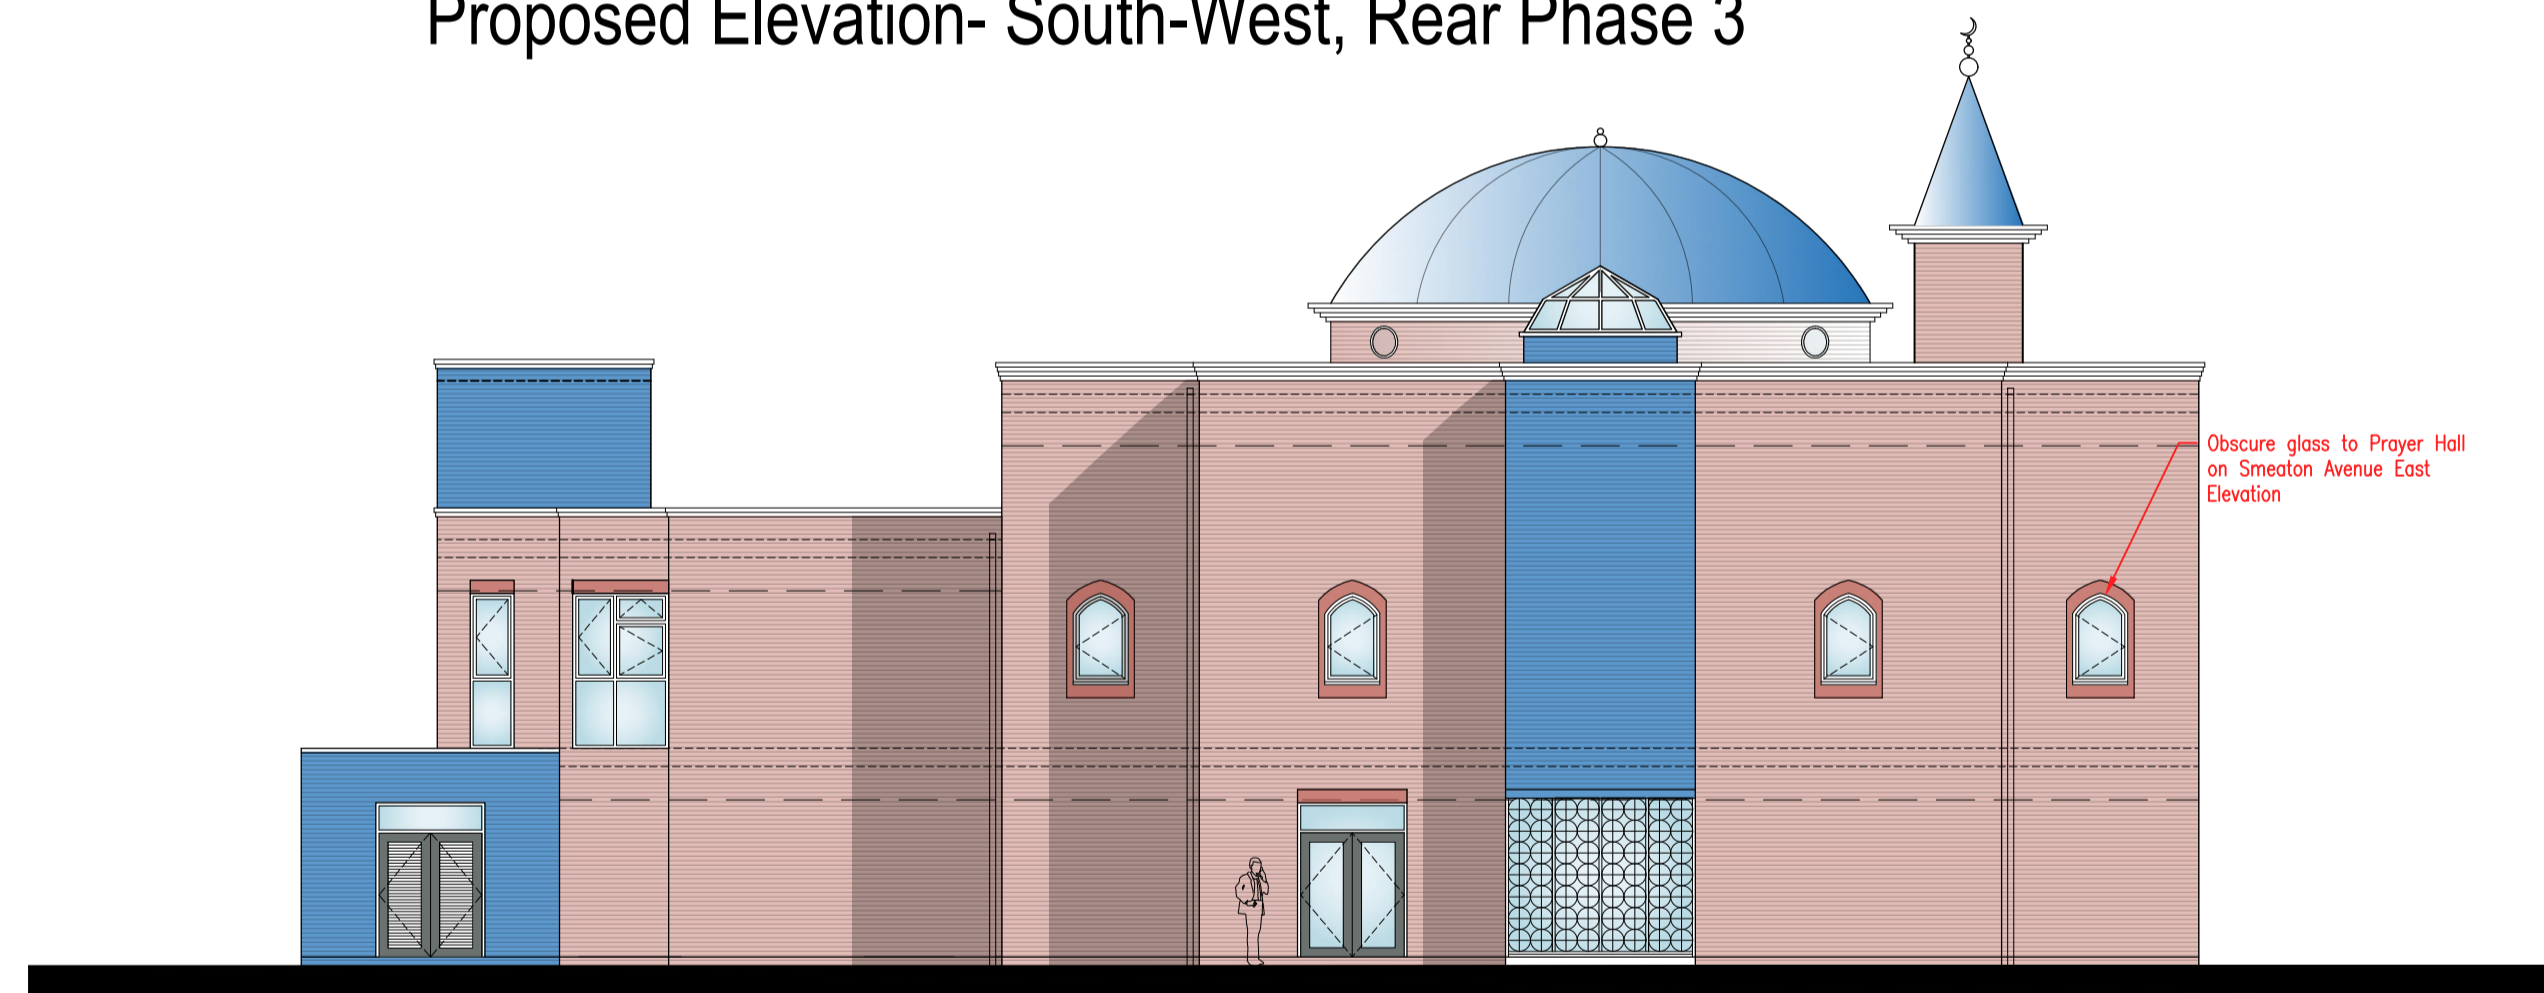 Proposed Elevation- South-West, Rear Phase 3
Obscure glass to Prayer Hall
on Smeaton Avenue East
Elevation